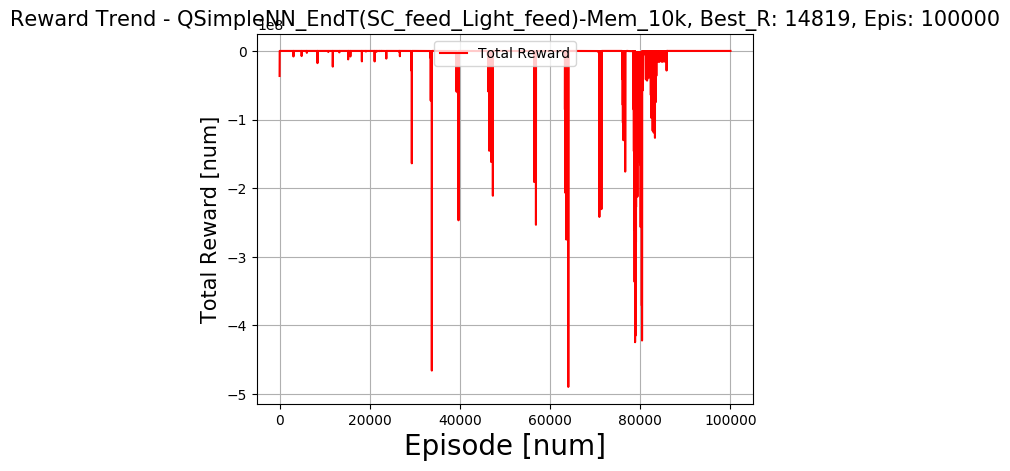 Reward Trend - QSimpleNN_EndT(SC_feed_Light_feed)-Mem_10k, Best_R: 14819, Epis: 100000
1e8
Total Reward
0
−1
−2
−3
−4
−5
Total Reward [num]
0 20000 40000 60000 80000 100000
Episode [num]